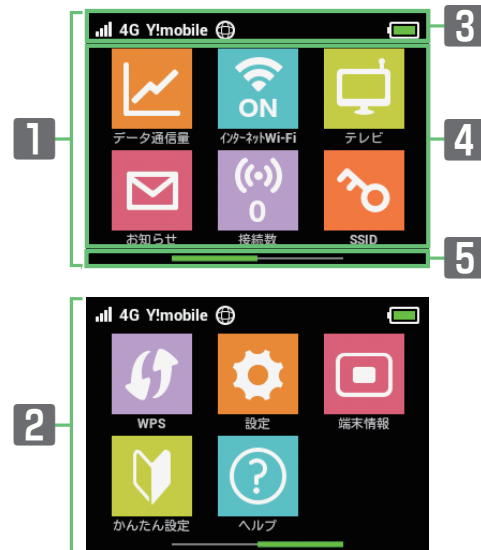 4G Y!mobile
3
ON
データ通信量 インターネットWi-Fi テレビ
1
4
0
お知らせ 接続数 SSID
5
4G Y!mobile
WPS 設定 端末情報
2
?
かんたん設定 ヘルプ